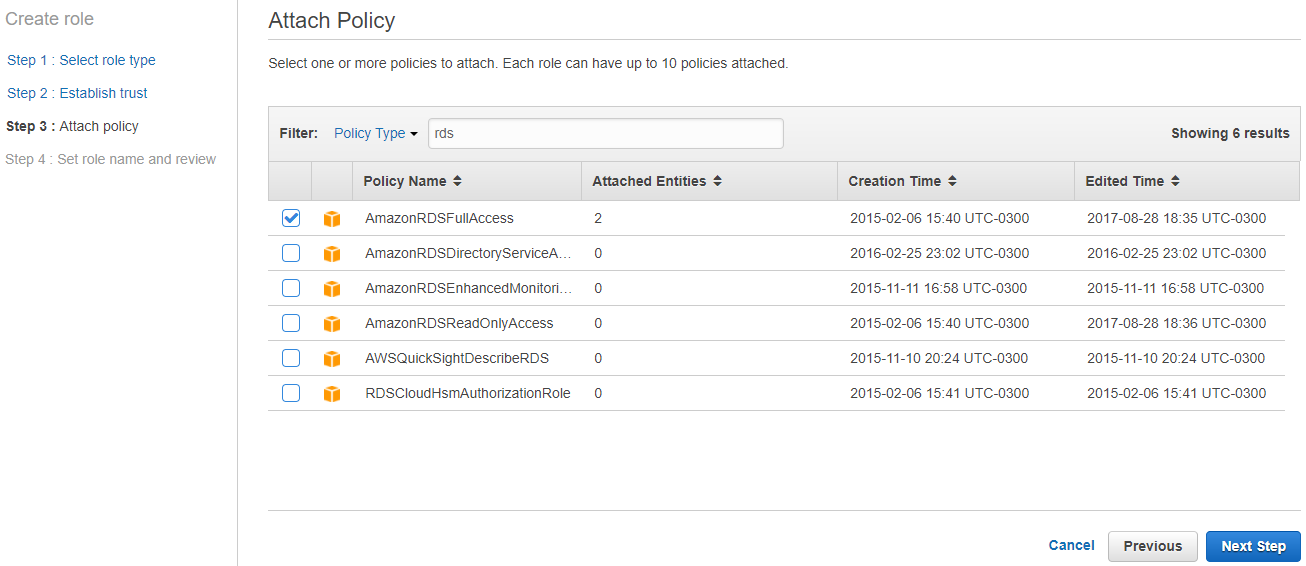 Create role
Step 1 : Select role type
Step 2 : Establish trust
Step 3 : Attach policy
Step 4 : Set role name and review
Attach Policy
Select one or more policies to attach. Each role can have up to 10 policies attached.
Filter: Policy Type rds Showing 6 results
Policy Name Attached Entities Creation Time Edited Time
AmazonRDSFullAccess 2 2015-02-06 15:40 UTC-0300 2017-08-28 18:35 UTC-0300
AmazonRDSDirectoryServiceA... 0 2016-02-25 23:02 UTC-0300 2016-02-25 23:02 UTC-0300
AmazonRDSEnhancedMonitori... 0 2015-11-11 16:58 UTC-0300 2015-11-11 16:58 UTC-0300
AmazonRDSReadOnlyAccess 0 2015-02-06 15:40 UTC-0300 2017-08-28 18:36 UTC-0300
AWSQuickSightDescribeRDS 0 2015-11-10 20:24 UTC-0300 2015-11-10 20:24 UTC-0300
RDSCloudHsmAuthorizationRole 0 2015-02-06 15:41 UTC-0300 2015-02-06 15:41 UTC-0300
Cancel Previous Next Step